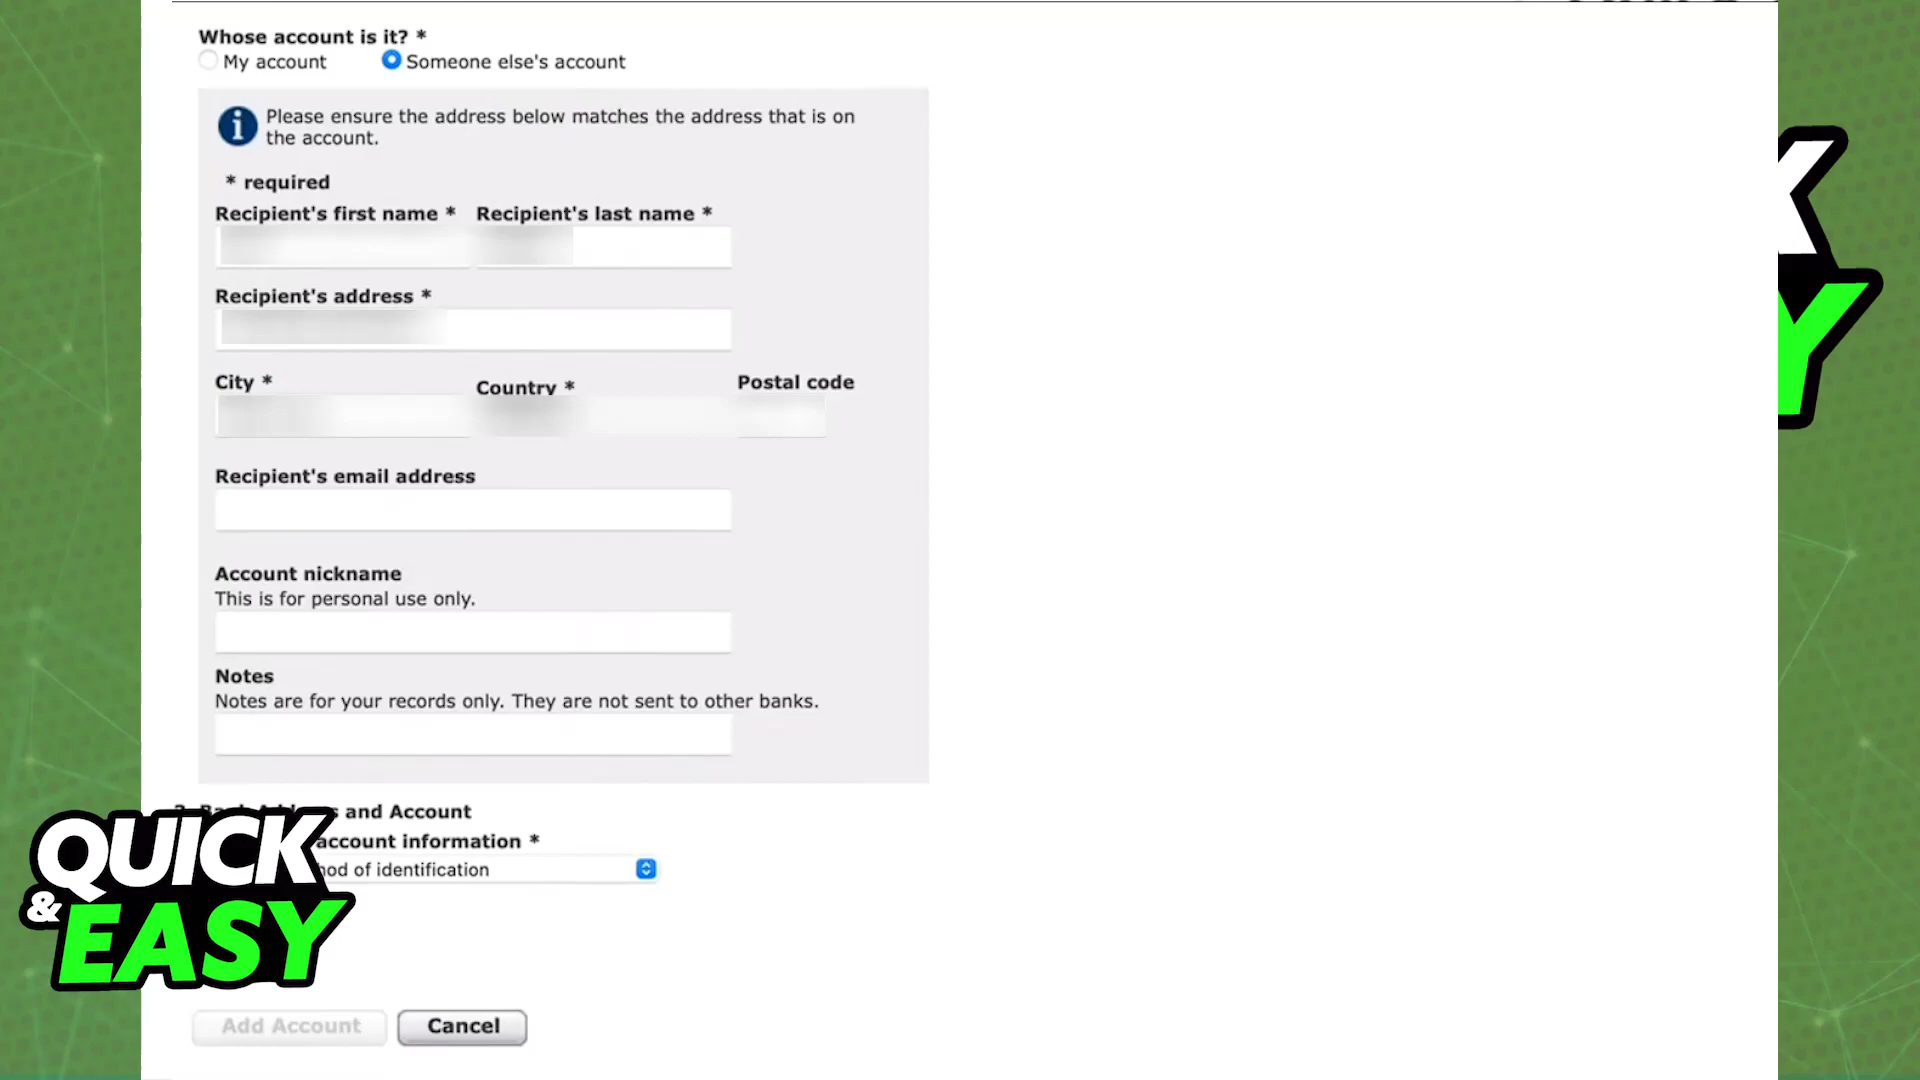 Whose account is it? *
My account Someone else's account
Please ensure the address below matches the address that is on
the account.
* required
Recipient's first name * Recipient's last name *
Recipient's address *
City * Country * Postal code
Recipient's email address
Account nickname
This is for personal use only.
Notes
Notes are for your records only. They are not sent to other banks.
and Account
account information *
of identification
QUICK
& EASY
Add Account Cancel